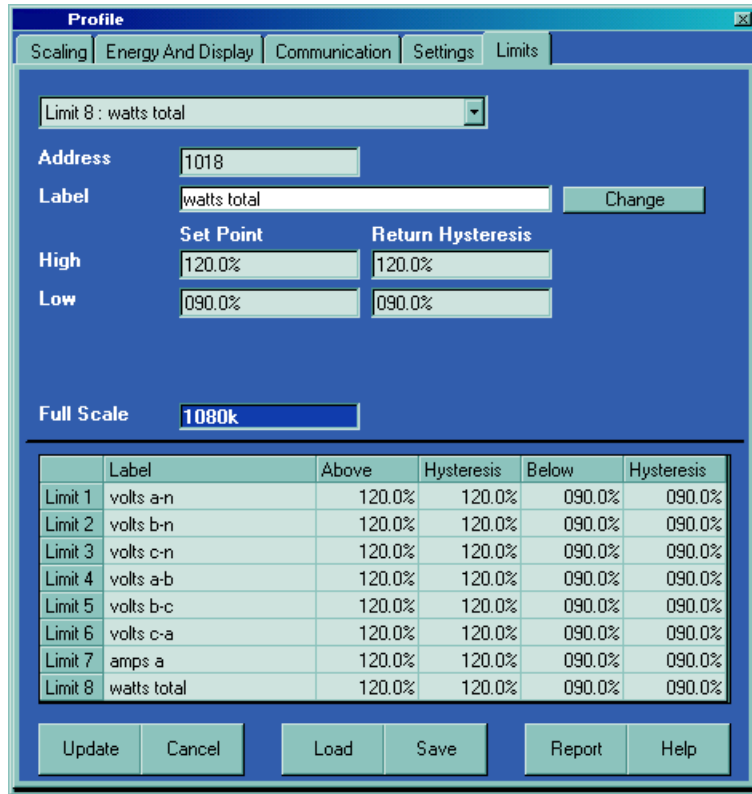 Profile
Scaling Energy And Display Communication Settings Limits
Limit 8 : watts total
Address 1018
Label watts total Change
Set Point Return Hysteresis
High 120.0% 120.0%
Low 090.0% 090.0%
Full Scale 1080k
Label Above Hysteresis Below Hysteresis
Limit 1 volts a-n 120.0% 120.0% 090.0% 090.0%
Limit 2 volts b-n 120.0% 120.0% 090.0% 090.0%
Limit 3 volts c-n 120.0% 120.0% 090.0% 090.0%
Limit 4 volts a-b 120.0% 120.0% 090.0% 090.0%
Limit 5 volts b-c 120.0% 120.0% 090.0% 090.0%
Limit 6 volts c-a 120.0% 120.0% 090.0% 090.0%
Limit 7 amps a 120.0% 120.0% 090.0% 090.0%
Limit 8 watts total 120.0% 120.0% 090.0% 090.0%
Update Cancel Load Save Report Help